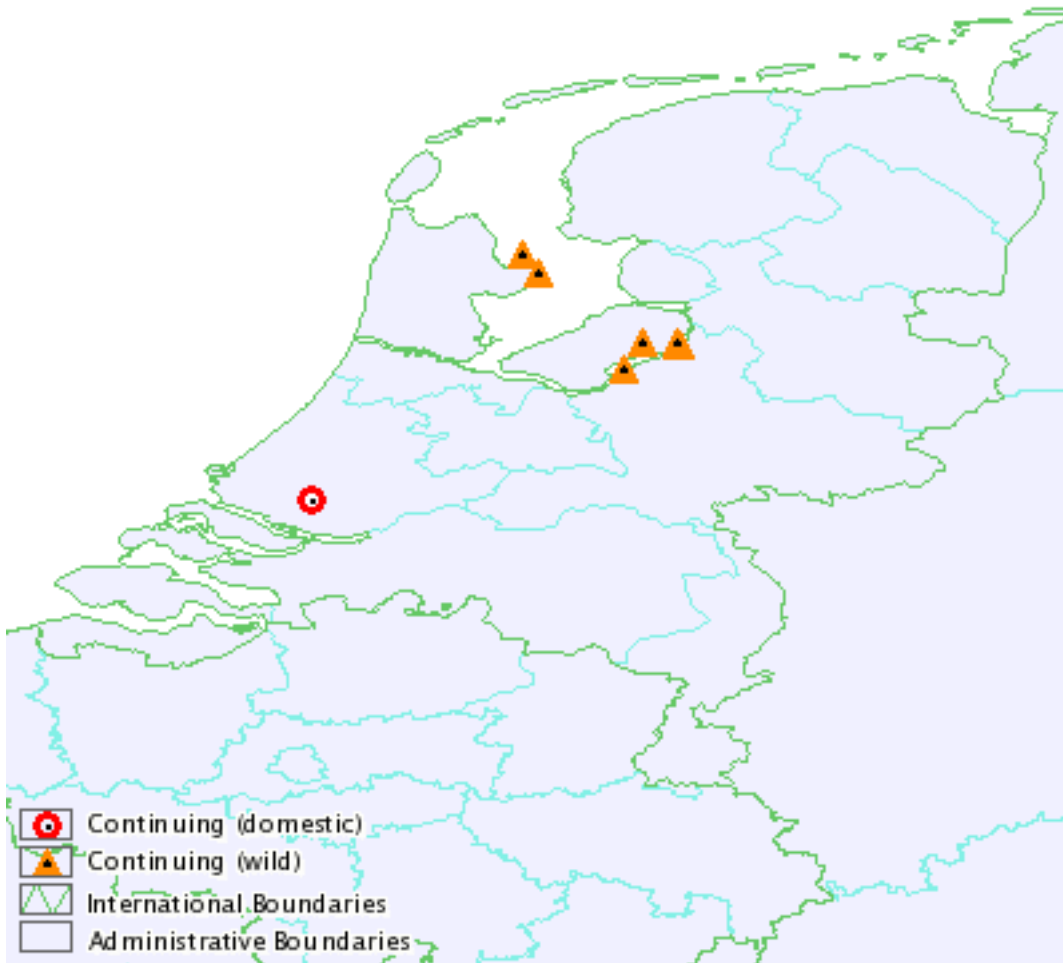 Continuing (domestic)
Continuing (wild)
International Boundaries
Administrative Boundaries